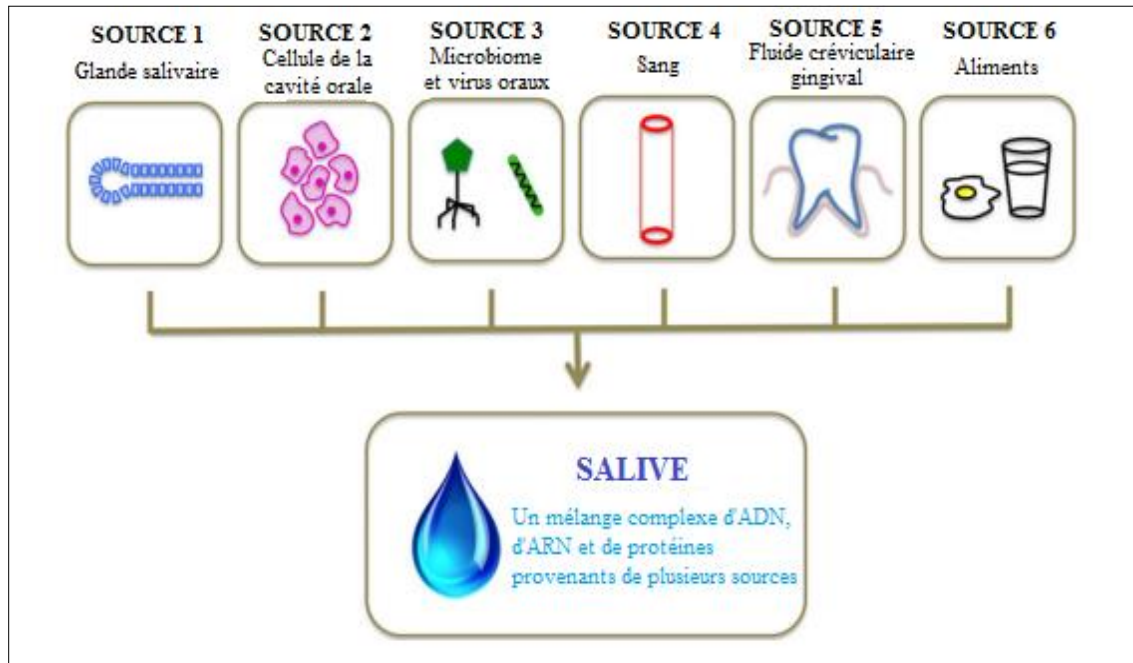 SOURCE 1
Glande salivaire
SOURCE 2
Cellule de la
cavité orale
SOURCE 3
Microbiome
et virus oraux
SOURCE 4
Sang
SOURCE 5
Fluide créviculaire
gingival
SOURCE 6
Aliments
SALIVE
Un mélange complexe d'ADN,
d'ARN et de protéines
provenants de plusieurs sources